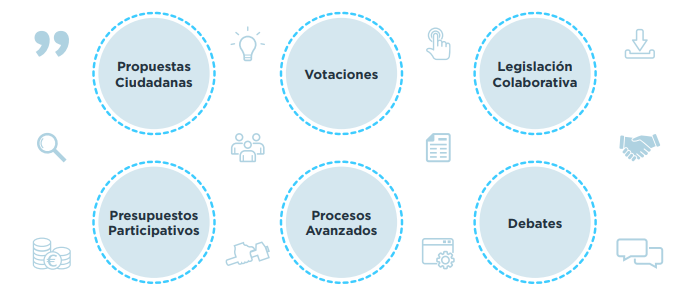 Propuestas
Ciudadanas
Votaciones
Legislación
Colaborativa
Presupuestos
Participativos
Procesos
Avanzados
Debates